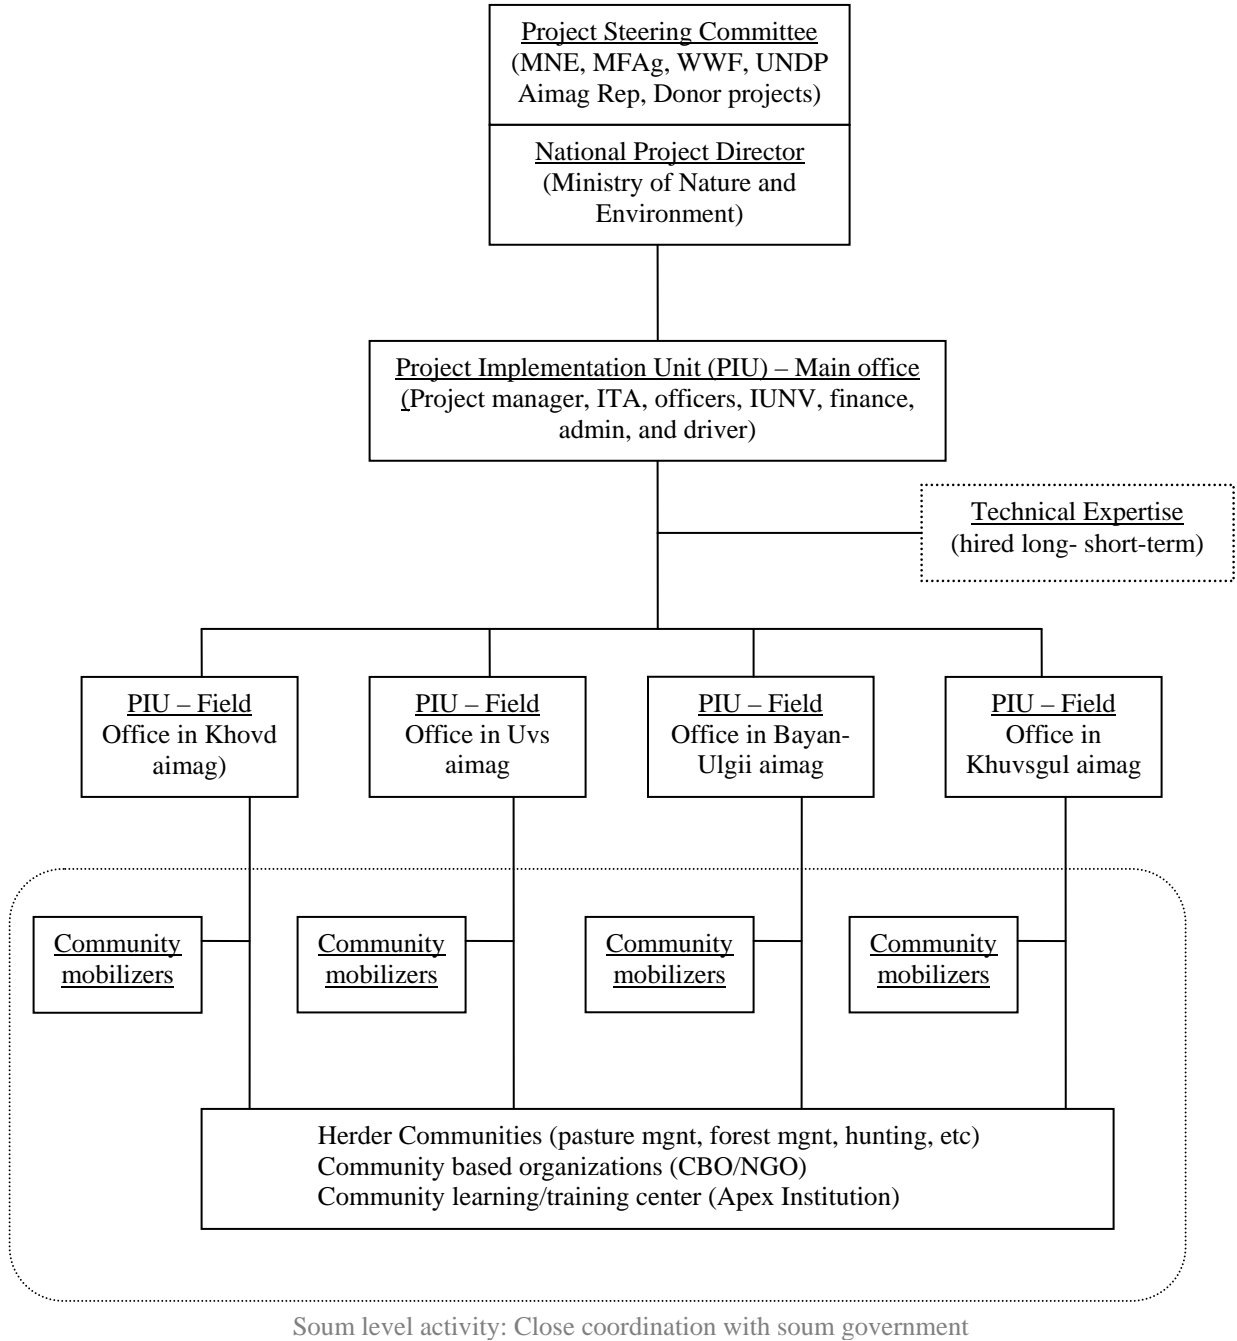 Project Steering Committee
(MNE, MFAg, WWF, UNDP
Aimag Rep, Donor projects)
National Project Director
(Ministry of Nature and
Environment)
Project Implementation Unit (PIU) – Main office
(Project manager, ITA, officers, IUNV, finance,
admin, and driver)
Technical Expertise
(hired long- short-term)
PIU – Field
Office in Khovd
aimag)
PIU – Field
Office in Uvs
aimag
PIU – Field
Office in Bayan-
Ulgii aimag
PIU – Field
Office in
Khuvsgul aimag
Community
mobilizers
Community
mobilizers
Community
mobilizers
Community
mobilizers
Herder Communities (pasture mgnt, forest mgnt, hunting, etc)
Community based organizations (CBO/NGO)
Community learning/training center (Apex Institution)
Soum level activity: Close coordination with soum government